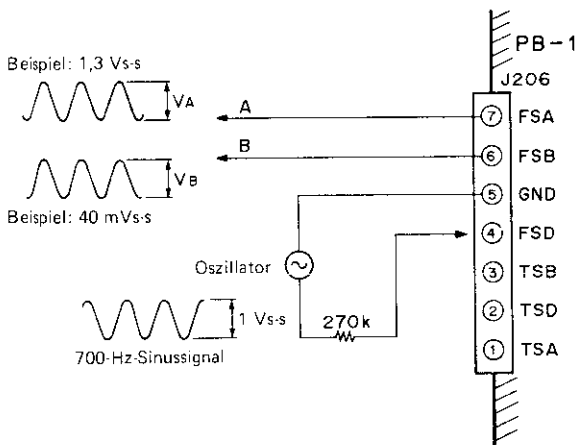 PB-1
Beispiel: 1,3 Vs-s
J206
VA
A
7 FSA
B
6 FSB
VB
5 GND
Beispiel: 40 mVs-s
4 FSD
Oszillator
3 TSB
1 Vs-s
270k
2 TSD
700-Hz-Sinussignal
1 TSA